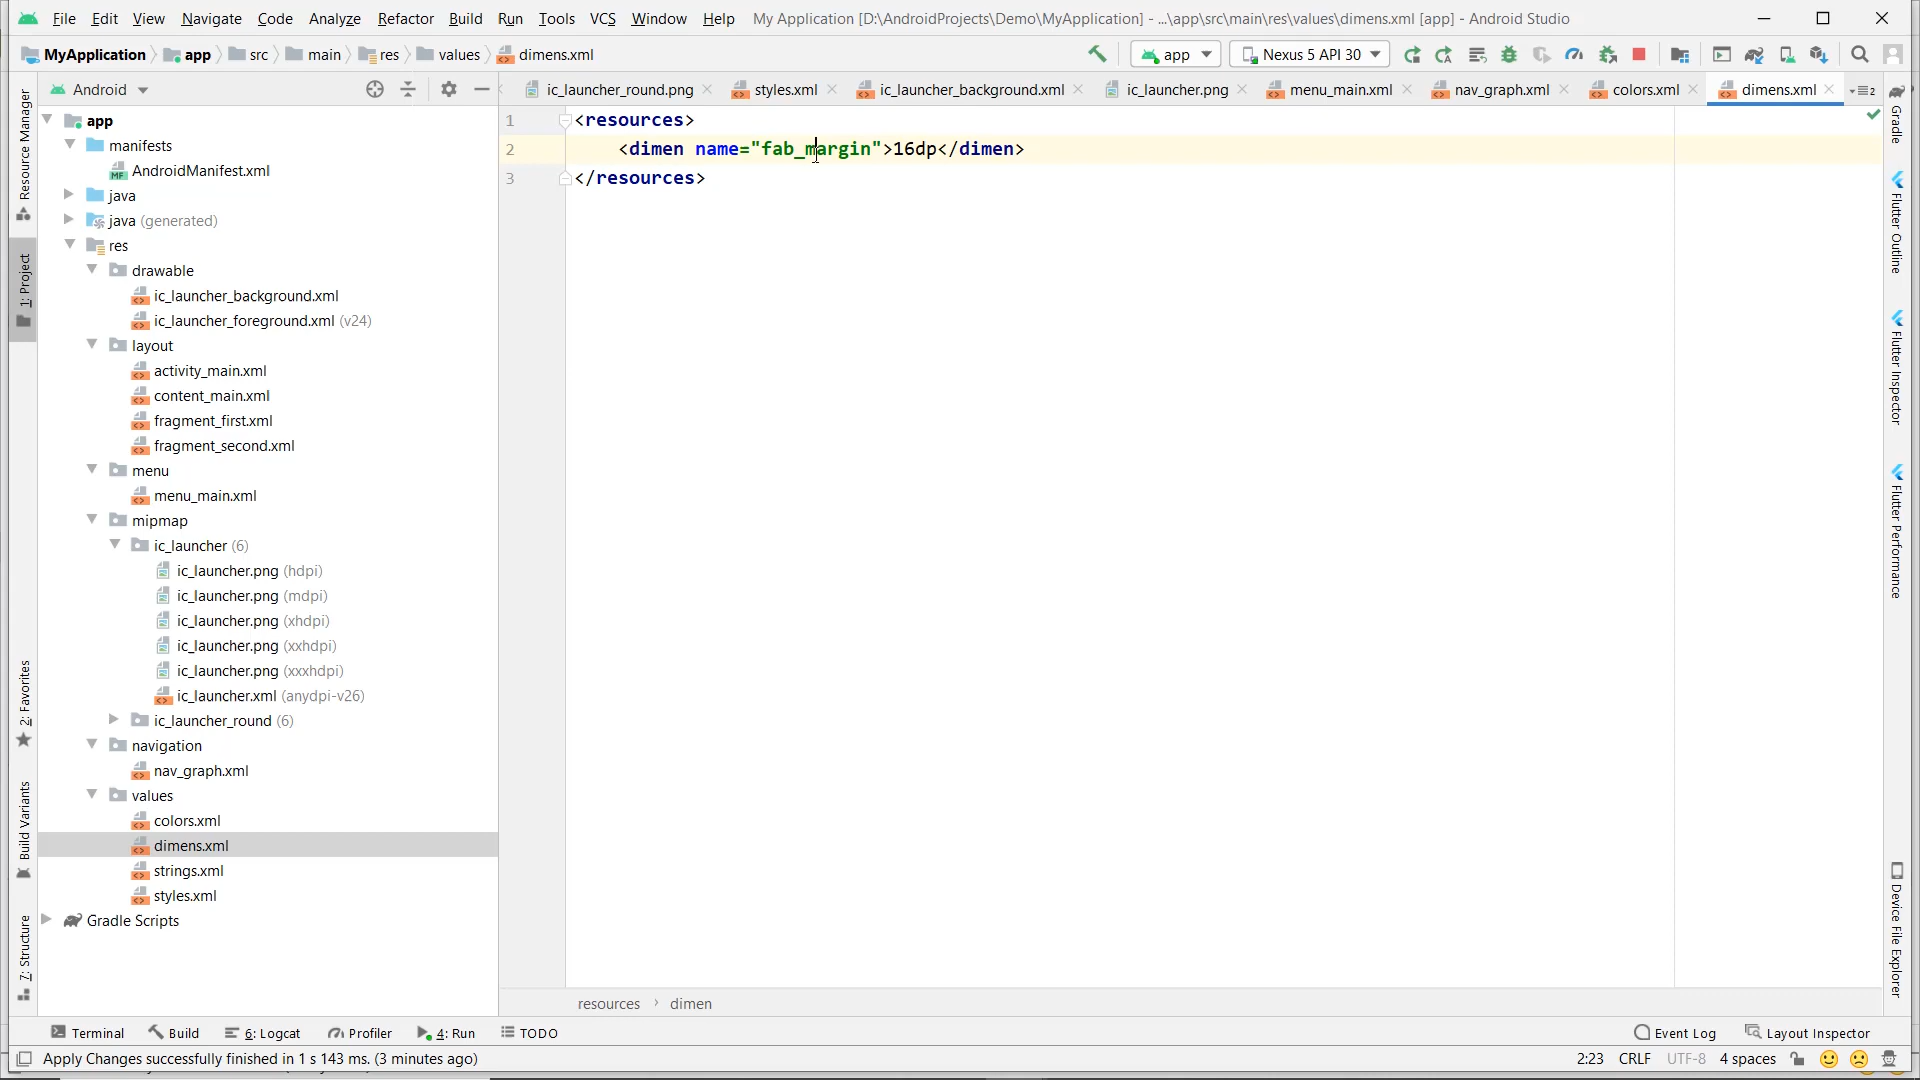 File Edit View Navigate Code Analyze Refactor Build Run Tools VCS Window Help My Application [D:\AndroidProjects\Demo\MyApplication] - ...\app\src\main\res\values\dimens.xml [app] - Android Studio
MyApplication app src main res values dimens.xml app Nexus 5 API 30
Android
ic_launcher_round.png styles.xml ic_launcher_background.xml ic_launcher.png menu_main.xml nav_graph.xml colors.xml dimens.xml 2
Resource Manager
1: Project
2: Favorites
Build Variants
7: Structure
app
manifests
AndroidManifest.xml
java
java (generated)
res
drawable
ic_launcher_background.xml
ic_launcher_foreground.xml (v24)
layout
activity_main.xml
content_main.xml
fragment_first.xml
fragment_second.xml
menu
menu_main.xml
mipmap
ic_launcher (6)
ic_launcher.png (hdpi)
ic_launcher.png (mdpi)
ic_launcher.png (xhdpi)
ic_launcher.png (xxhdpi)
ic_launcher.png (xxxhdpi)
ic_launcher.xml (anydpi-v26)
ic_launcher_round (6)
navigation
nav_graph.xml
values
colors.xml
dimens.xml
strings.xml
styles.xml
Gradle Scripts
1 <resources>
2 <dimen name="fab_margin">16dp</dimen>
3 </resources>
Gradle
Flutter Outline
Flutter Inspector
Flutter Performance
Device File Explorer
resources dimen
Terminal Build 6: Logcat Profiler 4: Run TODO Event Log Layout Inspector
Apply Changes successfully finished in 1 s 143 ms. (3 minutes ago) 2:23 CRLF UTF-8 4 spaces